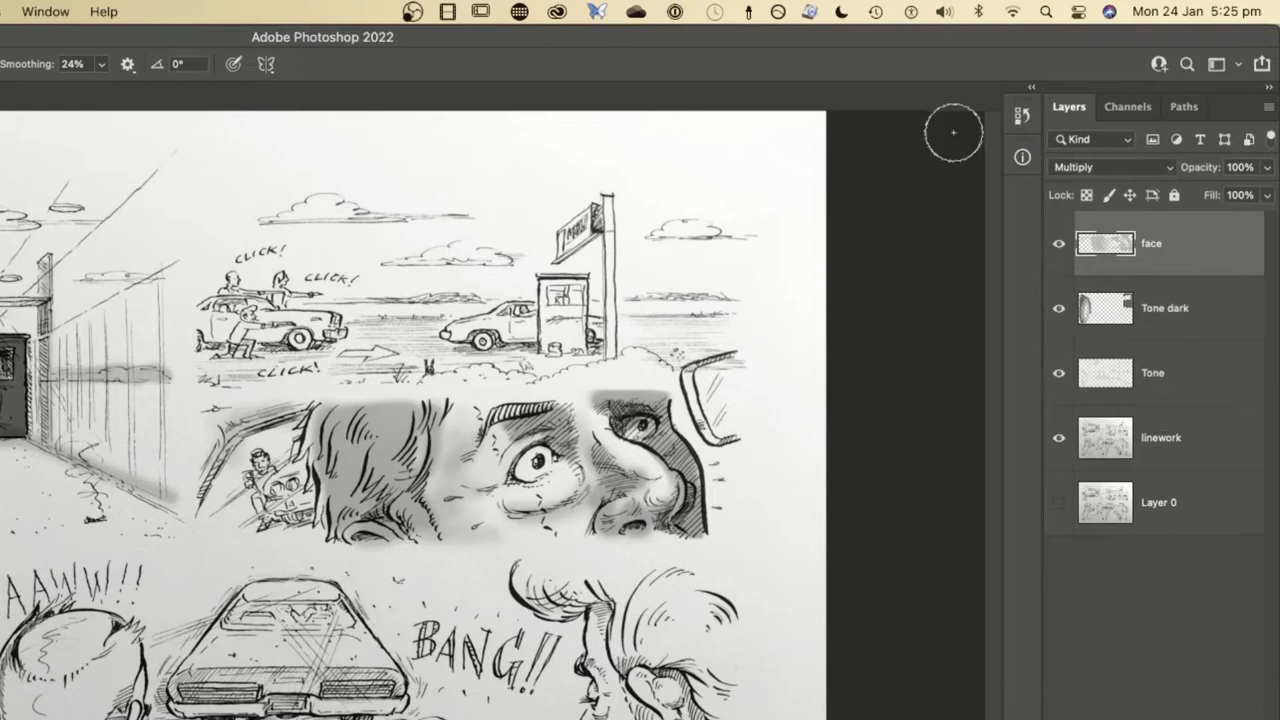 Window Help
Mon 24 Jan 5:25 pm
Adobe Photoshop 2022
Smoothing: 24% 0°
Layers Channels Paths
Kind
Multiply Opacity: 100%
Lock: Fill: 100%
face
Tone dark
Tone
linework
Layer 0
CLICK!
CLICK!
CLICK!
AAWW!!
BANG!!